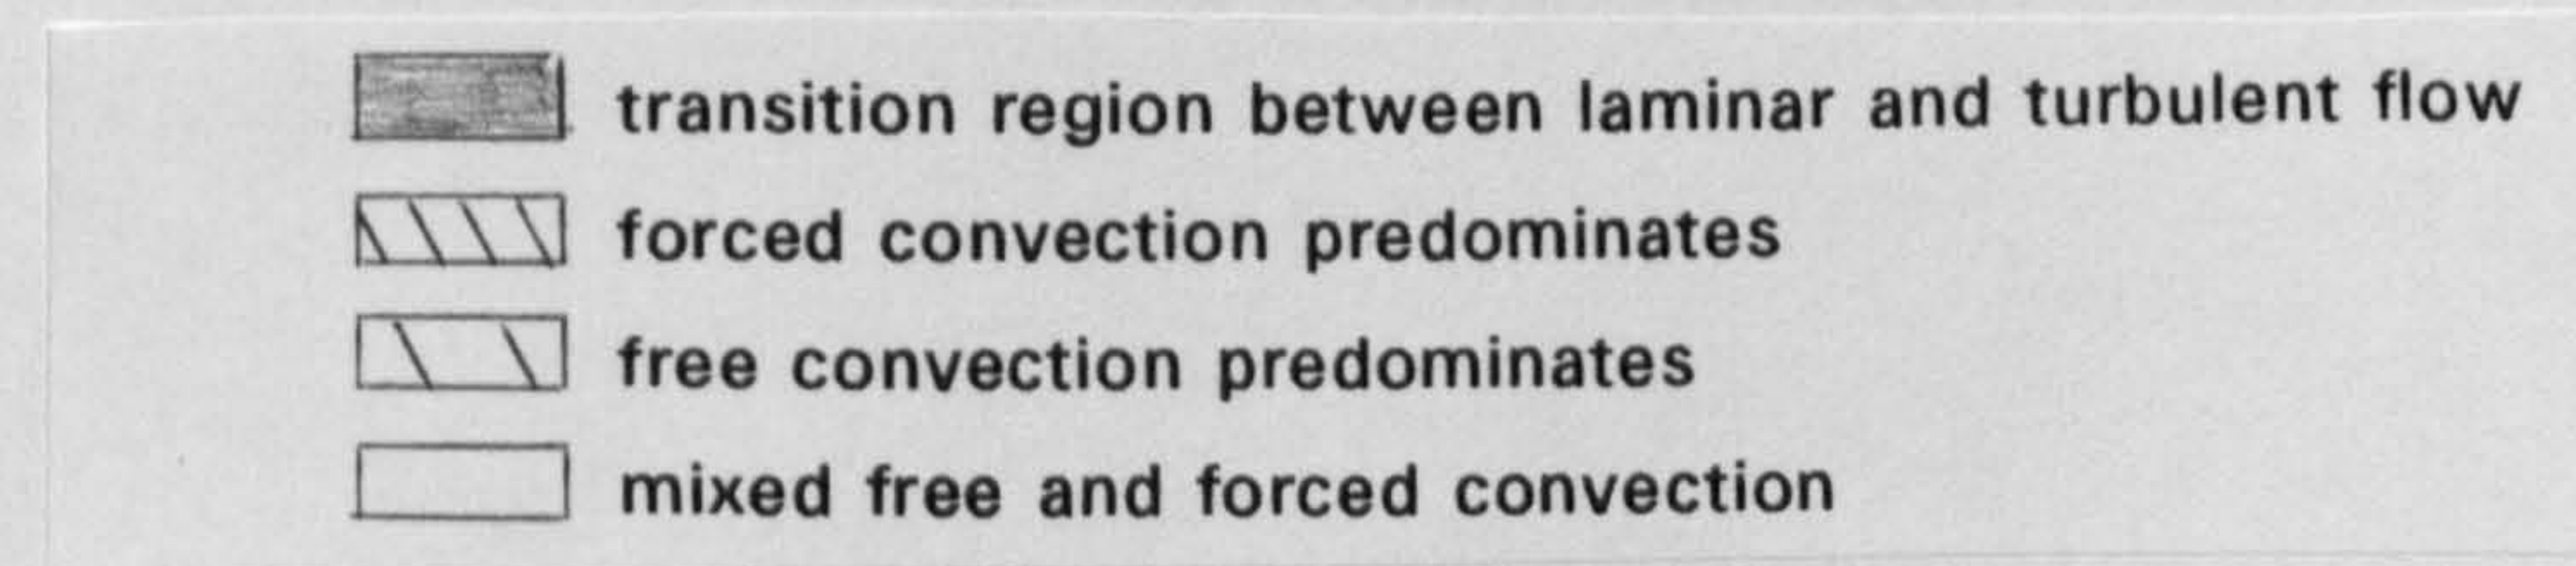 transition region between laminar and turbulent flow
forced convection predominates
free convection predominates
mixed free and forced convection